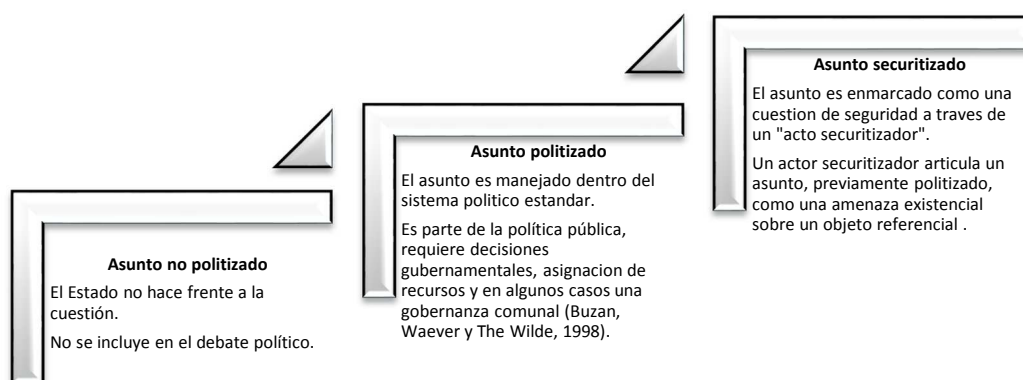 Asunto no politizado
El Estado no hace frente a la
cuestión.
No se incluye en el debate político.
Asunto politizado
El asunto es manejado dentro del
sistema politico estandar.
Es parte de la política pública,
requiere decisiones
gubernamentales, asignacion de
recursos y en algunos casos una
gobernanza comunal (Buzan,
Waever y The Wilde, 1998).
Asunto securitizado
El asunto es enmarcado como una
cuestion de seguridad a traves de
un "acto securitizador".
Un actor securitizador articula un
asunto, previamente politizado,
como una amenaza existencial
sobre un objeto referencial .